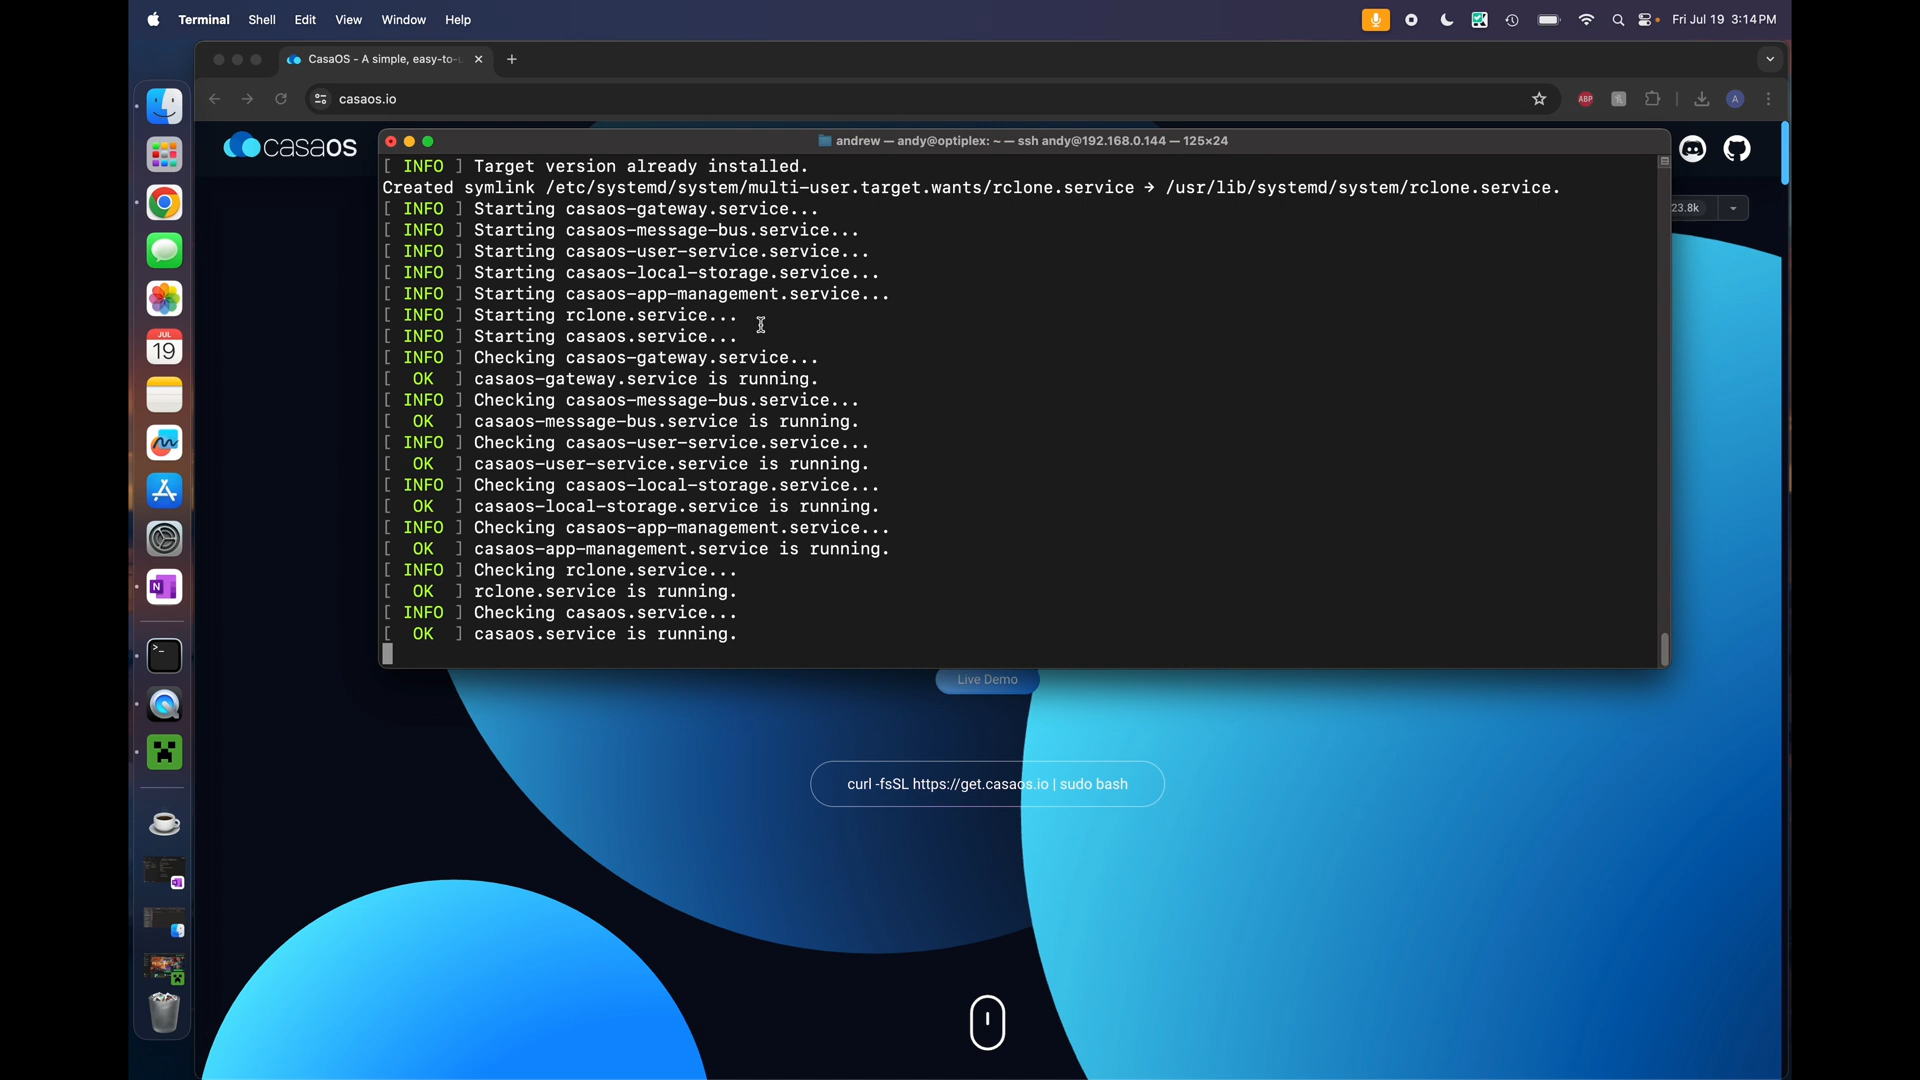 Terminal Shell Edit View Window Help
Fri Jul 19 3:14 PM
CasaOS - A simple, easy-to-u
casaos.io
ABP
A
casaOS
andrew — andy@optiplex: ~ — ssh andy@192.168.0.144 — 125×24
[ INFO ] Target version already installed.
Created symlink /etc/systemd/system/multi-user.target.wants/rclone.service → /usr/lib/systemd/system/rclone.service.
[ INFO ] Starting casaos-gateway.service...
[ INFO ] Starting casaos-message-bus.service...
[ INFO ] Starting casaos-user-service.service...
[ INFO ] Starting casaos-local-storage.service...
[ INFO ] Starting casaos-app-management.service...
[ INFO ] Starting rclone.service...
[ INFO ] Starting casaos.service...
[ INFO ] Checking casaos-gateway.service...
[ OK ] casaos-gateway.service is running.
[ INFO ] Checking casaos-message-bus.service...
[ OK ] casaos-message-bus.service is running.
[ INFO ] Checking casaos-user-service.service...
[ OK ] casaos-user-service.service is running.
[ INFO ] Checking casaos-local-storage.service...
[ OK ] casaos-local-storage.service is running.
[ INFO ] Checking casaos-app-management.service...
[ OK ] casaos-app-management.service is running.
[ INFO ] Checking rclone.service...
[ OK ] rclone.service is running.
[ INFO ] Checking casaos.service...
[ OK ] casaos.service is running.
23.8k
JUL
19
N
>_
Live Demo
curl -fsSL https://get.casaos.io | sudo bash